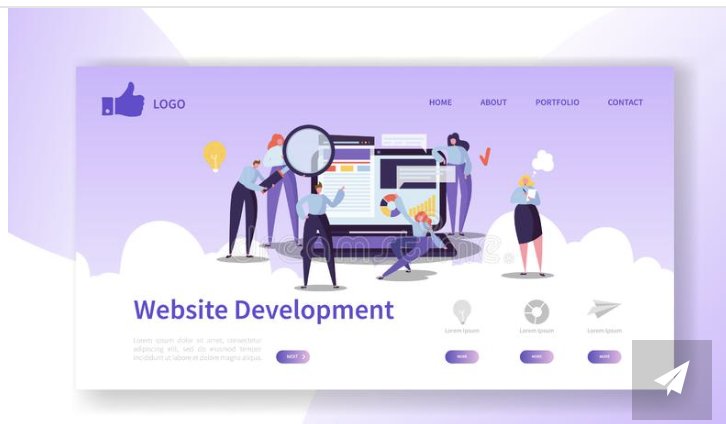 LOGO
HOME ABOUT PORTFOLIO CONTACT
dreamstime.
Website Development
Lorem ipsum dolor sit amet, consectetur
adipiscing elit, sed do eiusmod tempor
incididunt ut labore et dolore magna aliqua.
NEXT
Lorem Ipsum Lorem Ipsum Lorem Ipsum
MORE MORE MORE